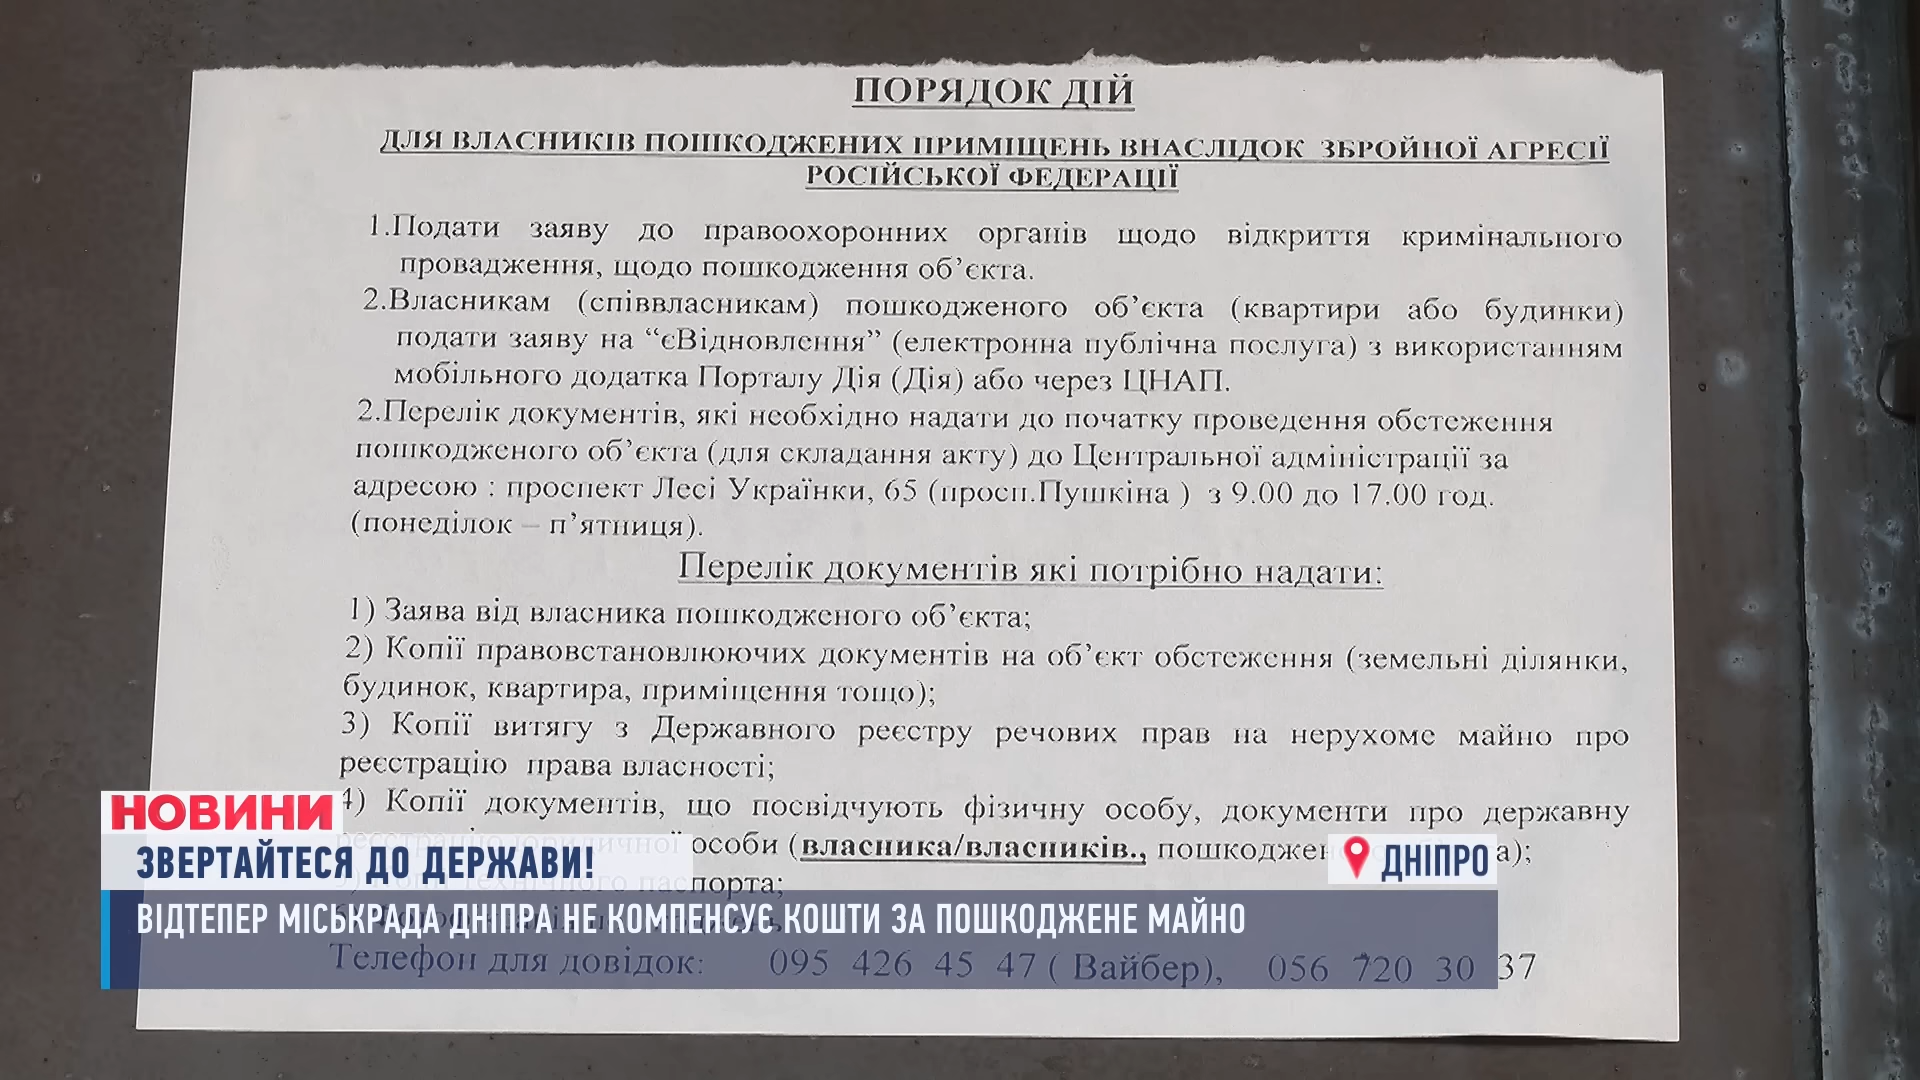 ПОРЯДОК ДІЙ
ДЛЯ ВЛАСНИКІВ ПОШКОДЖЕНИХ ПРИМІЩЕНЬ ВНАСЛІДОК ЗБРОЙНОЇ АГРЕСІЇ
РОСІЙСЬКОЇ ФЕДЕРАЦІЇ
1.Подати заяву до правоохоронних органів щодо відкриття кримінального
провадження, щодо пошкодження об’єкта.
2.Власникам (співвласникам) пошкодженого об’єкта (квартири або будинки)
подати заяву на “єВідновлення” (електронна публічна послуга) з використанням
мобільного додатка Порталу Дія (Дія) або через ЦНАП.
2.Перелік документів, які необхідно надати до початку проведення обстеження
пошкодженого об’єкта (для складання акту) до Центральної адміністрації за
адресою : проспект Лесі Українки, 65 (просп.Пушкіна ) з 9.00 до 17.00 год.
(понеділок – п’ятниця).
Перелік документів які потрібно надати:
1) Заява від власника пошкодженого об’єкта;
2) Копії правовстановлюючих документів на об’єкт обстеження (земельні ділянки,
будинок, квартира, приміщення тощо);
3) Копії витягу з Державного реєстру речових прав на нерухоме майно про
реєстрацію права власності;
4) Копії документів, що посвідчують фізичну особу, документи про державну
реєстрацію юридичної особи (власника/власників.,
паспорта;
Телефон для довідок: 095 426 45 47 ( Вайбер), 056 720 30 37
НОВИНИ
ЗВЕРТАЙТЕСЯ ДО ДЕРЖАВИ!
ДНІПРО
ВІДТЕПЕР МІСЬКРАДА ДНІПРА НЕ КОМПЕНСУЄ КОШТИ ЗА ПОШКОДЖЕНЕ МАЙНО